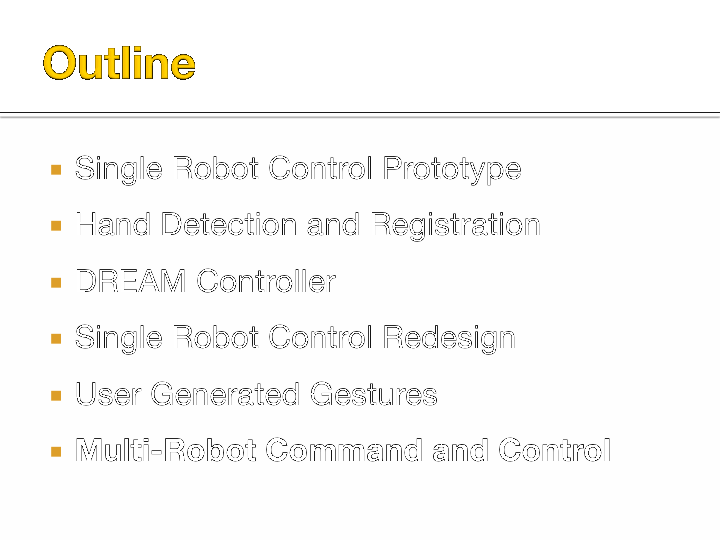 Outline
Single Robot Control Prototype
Hand Detection and Registration
DREAM Controller
Single Robot Control Redesign
User Generated Gestures
Multi-Robot Command and Control